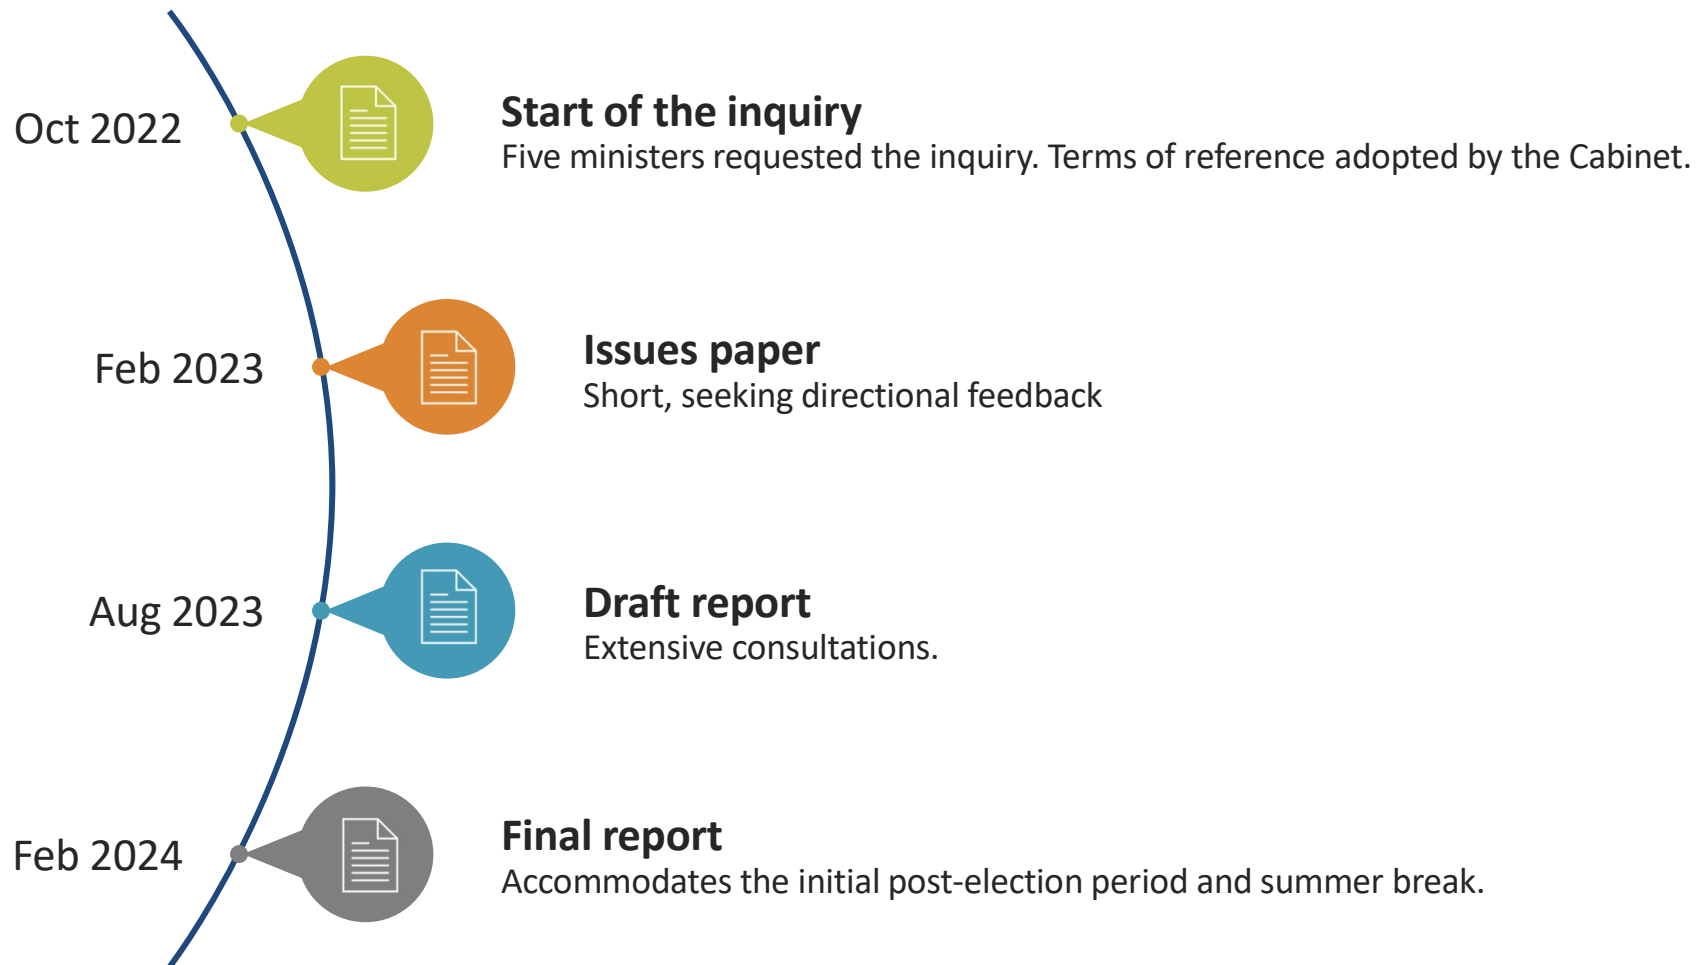 Oct 2022
Start of the inquiry
Five ministers requested the inquiry. Terms of reference adopted by the Cabinet.
Feb 2023
Issues paper
Short, seeking directional feedback
Aug 2023
Draft report
Extensive consultations.
Feb 2024
Final report
Accommodates the initial post-election period and summer break.